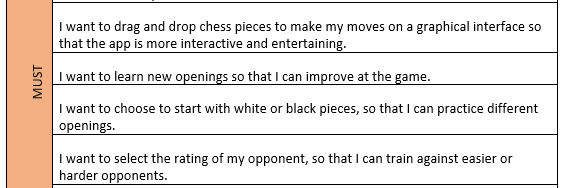 MUST
I want to drag and drop chess pieces to make my moves on a graphical interface so
that the app is more interactive and entertaining.
I want to learn new openings so that I can improve at the game.
I want to choose to start with white or black pieces, so that I can practice different
openings.
I want to select the rating of my opponent, so that I can train against easier or
harder opponents.